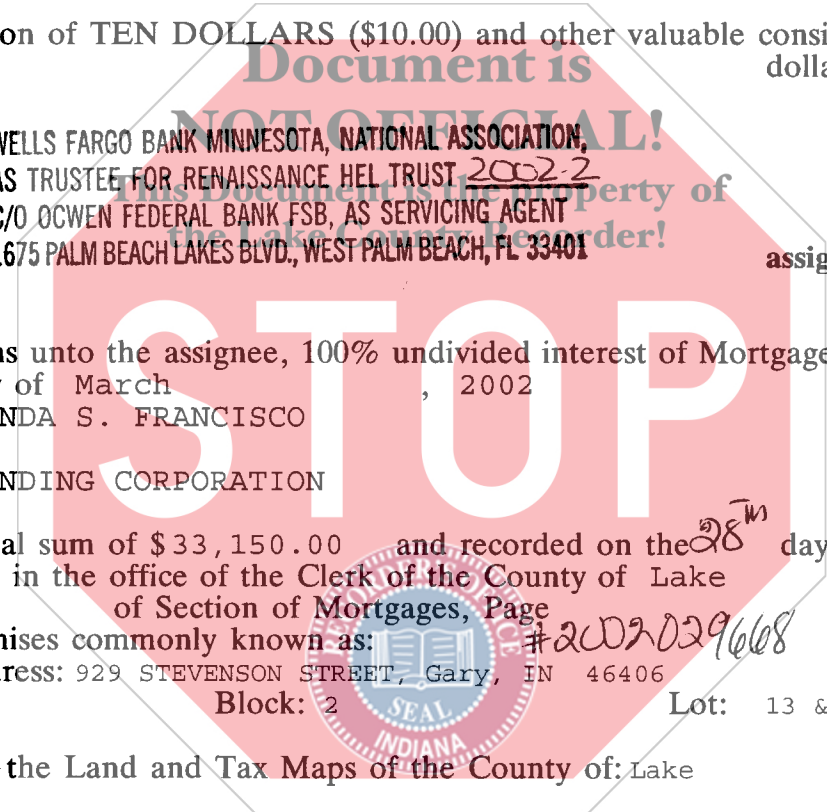 on of TEN DOLLARS ($10.00) and other valuable consi
Document is
dolla
NOT OFFICIAL!
WELLS FARGO BANK MINNESOTA, NATIONAL ASSOCIATION,
AS TRUSTEE FOR RENAISSANCE HEL TRUST 2002-2
This Document is the property of
C/O OCWEN FEDERAL BANK FSB, AS SERVICING AGENT
the Lake County Recorder!
1675 PALM BEACH LAKES BLVD., WEST PALM BEACH, FL 33401
assig
STOP
s unto the assignee, 100% undivided interest of Mortgage
of March , 2002
NDA S. FRANCISCO
NDING CORPORATION
al sum of $33,150.00 and recorded on the 28TH day
in the office of the Clerk of the County of Lake
of Section of Mortgages, Page
nises commonly known as: #2002029668
ress: 929 STEVENSON STREET, Gary, IN 46406
Block: 2 Lot: 13 &
RECORDER'S OFFICE
SEAL
INDIANA
the Land and Tax Maps of the County of: Lake